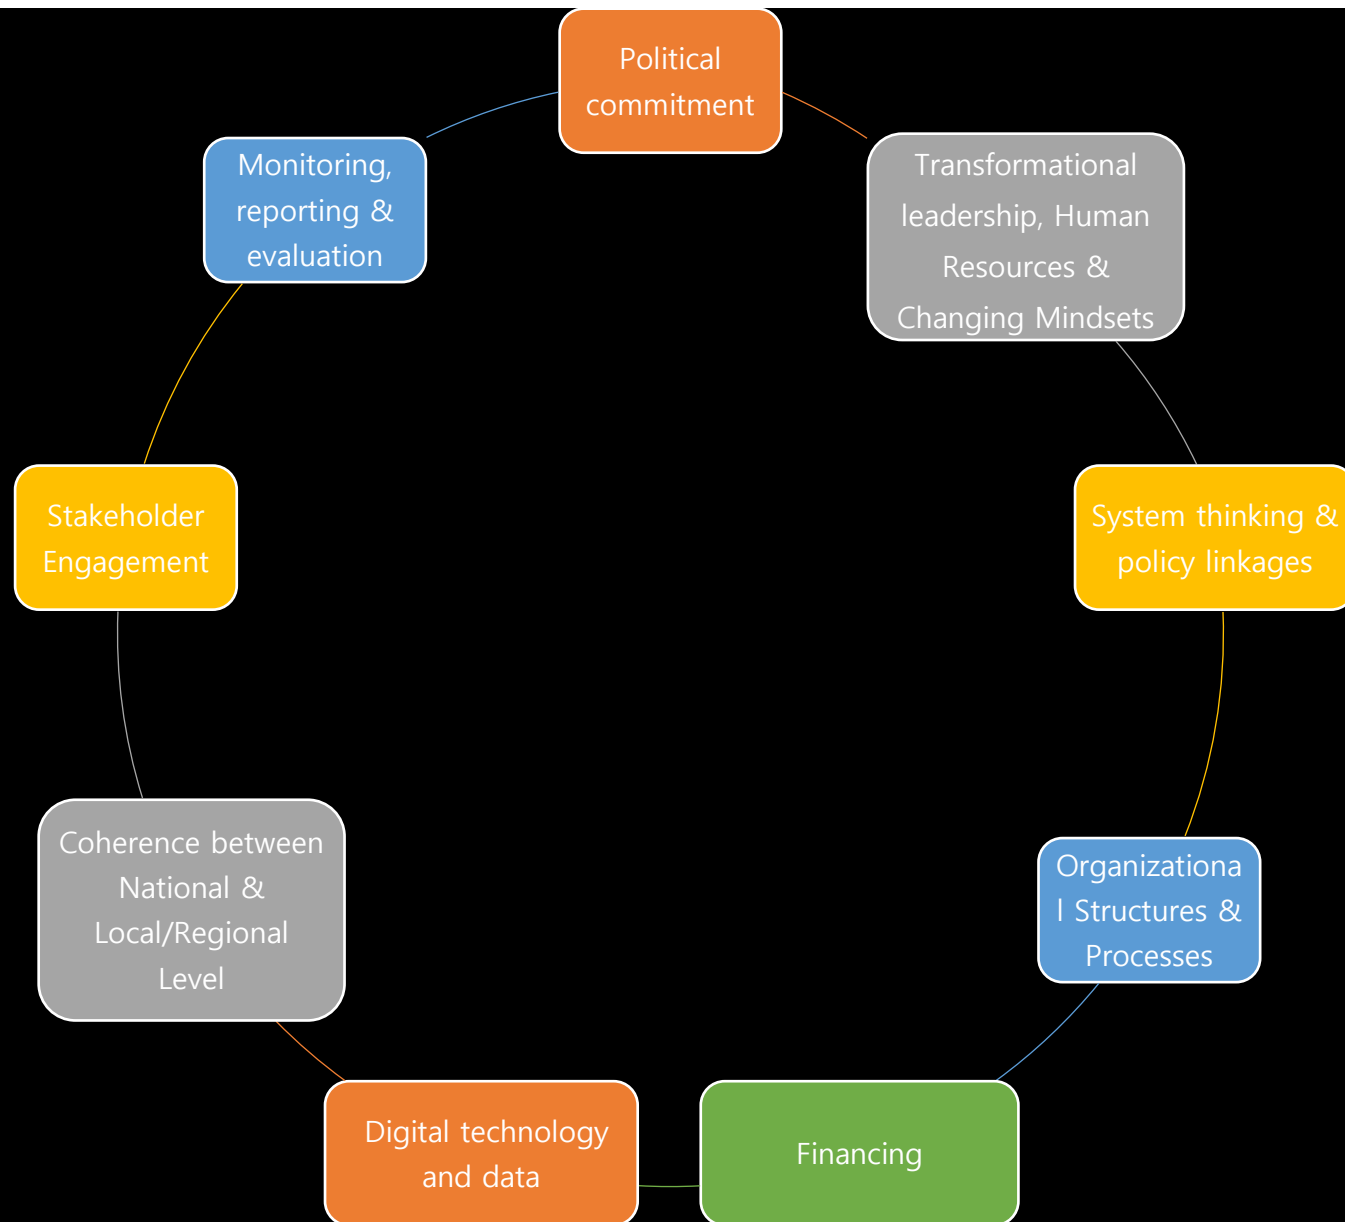 Political
commitment
Transformational
leadership, Human
Resources &
Changing Mindsets
System thinking &
policy linkages
Organizationa
l Structures &
Processes
Financing
Digital technology
and data
Coherence between
National &
Local/Regional
Level
Stakeholder
Engagement
Monitoring,
reporting &
evaluation